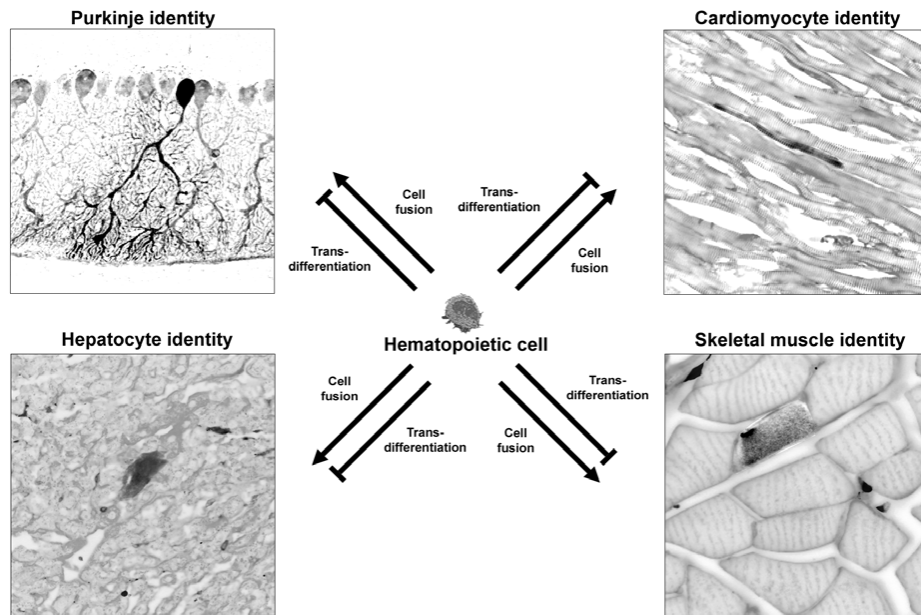 Purkinje identity
Cardiomyocyte identity
Cell
fusion
Trans-
differentiation
Trans-
differentiation
Cell
fusion
Hepatocyte identity
Hematopoietic cell
Skeletal muscle identity
Cell
fusion
Trans-
differentiation
Trans-
differentiation
Cell
fusion